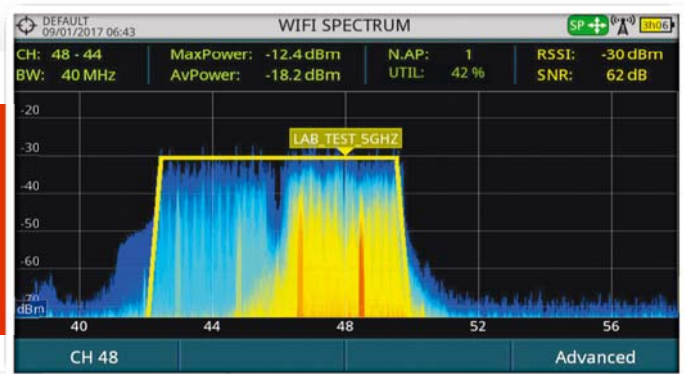 DEFAULT
09/01/2017 06:43
WIFI SPECTRUM
SP
3h06
CH: 48 - 44
MaxPower: -12.4 dBm
N.AP: 1
RSSI: -30 dBm
BW: 40 MHz
AvPower: -18.2 dBm
UTIL: 42 %
SNR: 62 dB
-20
LAB_TEST_5GHZ
-30
-40
-50
-60
-70
dBm
40 44 48 52 56
CH 48
Advanced